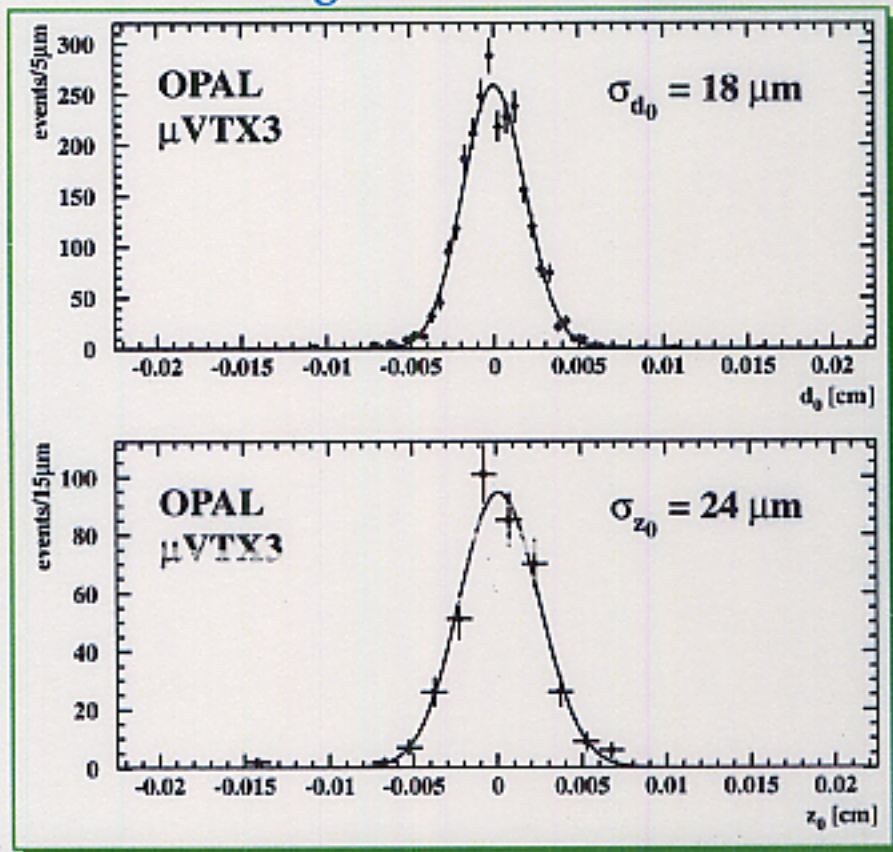 events/5μm
300
250
200
150
100
50
0
OPAL
μVTX3
σd0 = 18 μm
-0.02 -0.015 -0.01 -0.005 0 0.005 0.01 0.015 0.02
d0 [cm]
events/15μm
100
80
60
40
20
0
OPAL
μVTX3
σz0 = 24 μm
-0.02 -0.015 -0.01 -0.005 0 0.005 0.01 0.015 0.02
z0 [cm]